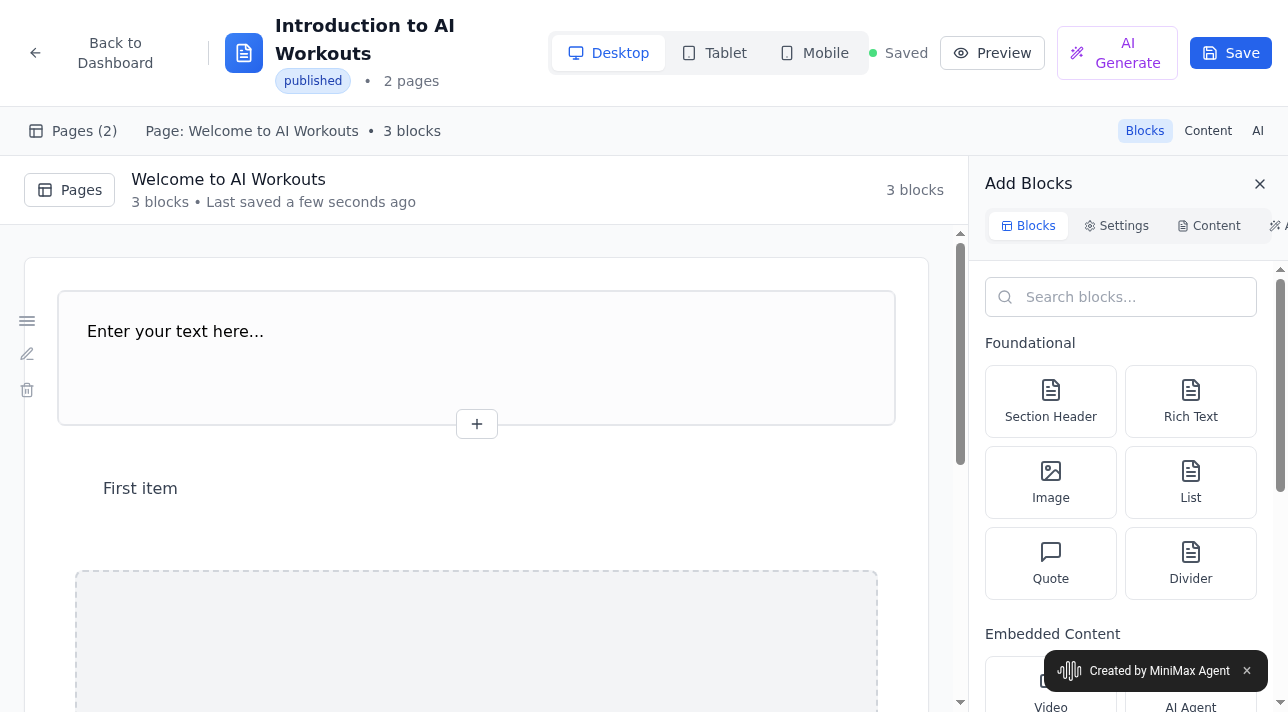 Back to
Dashboard
Introduction to AI
Workouts
published • 2 pages
Desktop
Tablet
Mobile
Saved
Preview
AI
Generate
Save
Pages (2)
Page: Welcome to AI Workouts • 3 blocks
Blocks
Content
AI
Pages
Welcome to AI Workouts
3 blocks • Last saved a few seconds ago
3 blocks
Add Blocks
Blocks
Settings
Content
Enter your text here...
First item
Search blocks...
Foundational
Section Header
Rich Text
Image
List
Quote
Divider
Embedded Content
Video
AI Agent
Created by MiniMax Agent